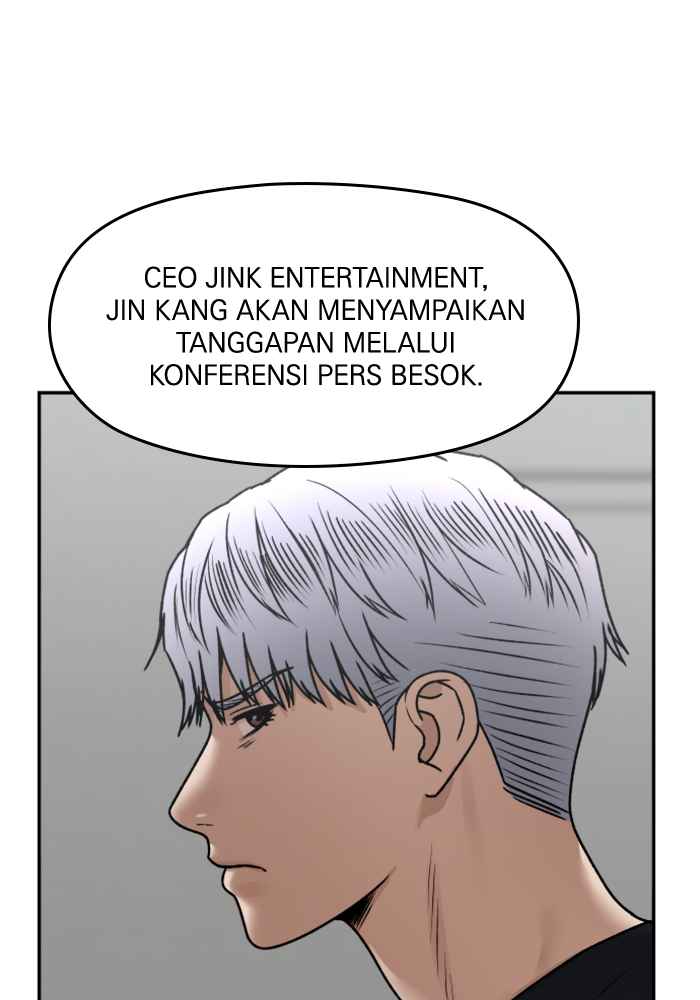 CEO JINK ENTERTAINMENT,
JIN KANG AKAN MENYAMPAIKAN
TANGGAPAN MELALUI
KONFERENSI PERS BESOK.